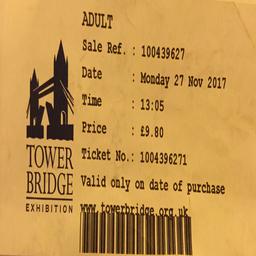 ADULT
Sale Ref. : 100439627
Date : Monday 27 Nov 2017
Time : 13:05
Price : £9.80
Ticket No.: 1004396271
Valid only on date of purchase
www.towerbridge.org.uk
TOWER
BRIDGE
EXHIBITION